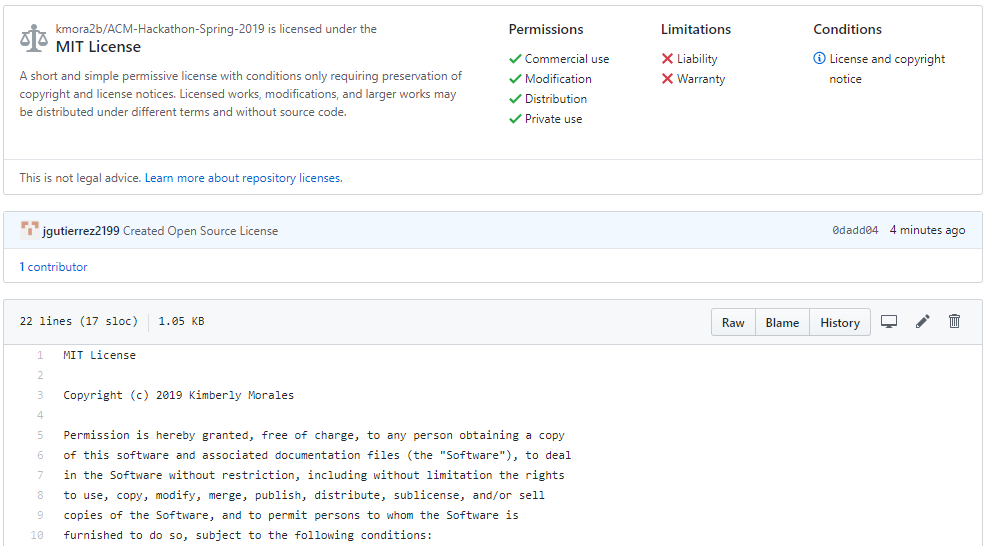 kmora2b/ACM-Hackathon-Spring-2019 is licensed under the
MIT License
A short and simple permissive license with conditions only requiring preservation of
copyright and license notices. Licensed works, modifications, and larger works may
be distributed under different terms and without source code.
Permissions
Commercial use
Modification
Distribution
Private use
Limitations
Liability
Warranty
Conditions
License and copyright
notice
This is not legal advice. Learn more about repository licenses.
jgutierrez2199 Created Open Source License
0dadd04 4 minutes ago
1 contributor
22 lines (17 sloc) 1.05 KB
Raw Blame History
1 MIT License
2
3 Copyright (c) 2019 Kimberly Morales
4
5 Permission is hereby granted, free of charge, to any person obtaining a copy
6 of this software and associated documentation files (the "Software"), to deal
7 in the Software without restriction, including without limitation the rights
8 to use, copy, modify, merge, publish, distribute, sublicense, and/or sell
9 copies of the Software, and to permit persons to whom the Software is
10 furnished to do so, subject to the following conditions: